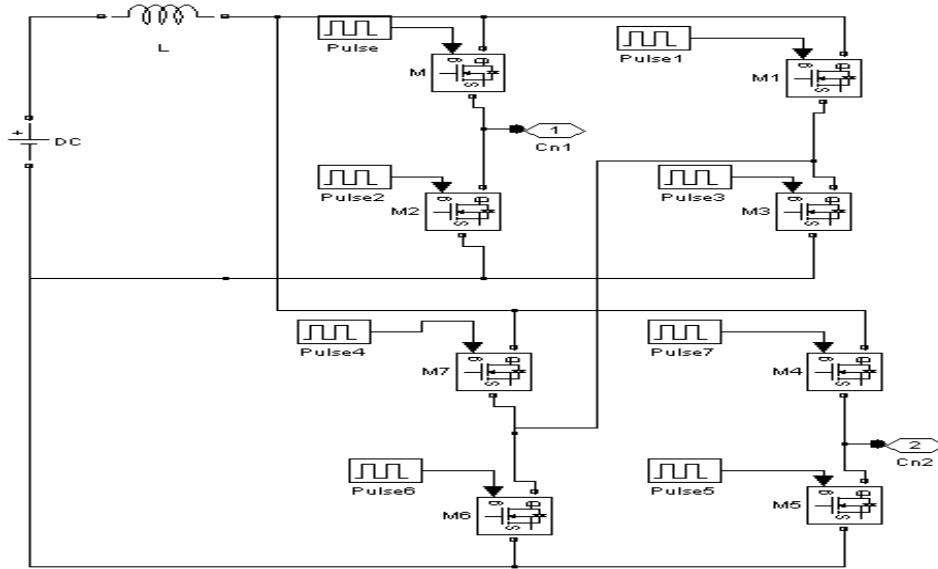 L
Pulse
g
D
S
M
Pulse1
g
D
S
M1
+
DC
1
Cn1
Pulse2
g
D
S
M2
Pulse3
g
D
S
M3
Pulse4
g
D
S
M7
Pulse7
g
D
S
M4
2
Cn2
Pulse6
g
D
S
M6
Pulse5
g
D
S
M5